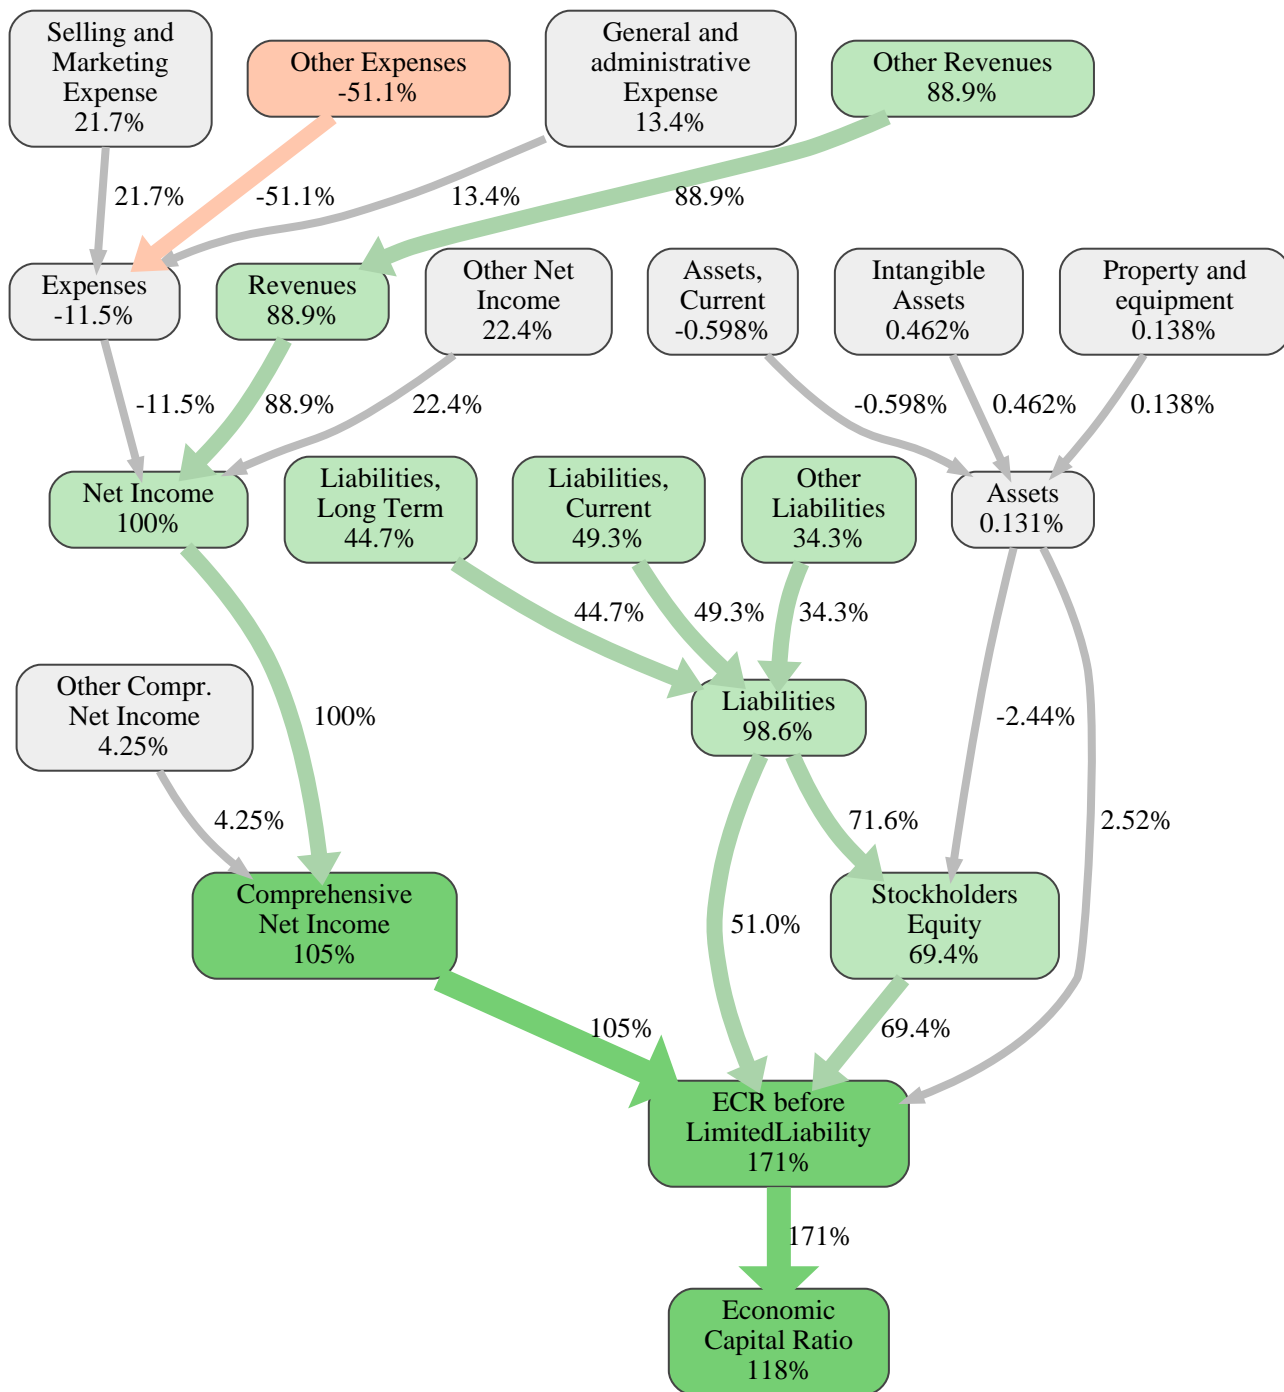 Selling and
Marketing
Expense
21.7%
Other Expenses
-51.1%
General and
administrative
Expense
13.4%
Other Revenues
88.9%
21.7%
-51.1%
13.4%
88.9%
Expenses
-11.5%
Revenues
88.9%
Other Net
Income
22.4%
Assets,
Current
-0.598%
Intangible
Assets
0.462%
Property and
equipment
0.138%
-11.5%
88.9%
22.4%
-0.598%
0.462%
0.138%
Net Income
100%
Liabilities,
Long Term
44.7%
Liabilities,
Current
49.3%
Other
Liabilities
34.3%
Assets
0.131%
44.7%
49.3%
34.3%
Other Compr.
Net Income
4.25%
100%
Liabilities
98.6%
-2.44%
4.25%
71.6%
2.52%
Comprehensive
Net Income
105%
51.0%
Stockholders
Equity
69.4%
105%
69.4%
ECR before
LimitedLiability
171%
171%
Economic
Capital Ratio
118%